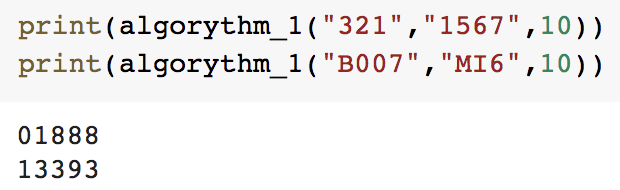 print(algorythm_1("321","1567",10))
print(algorythm_1("B007","MI6",10))
01888
13393